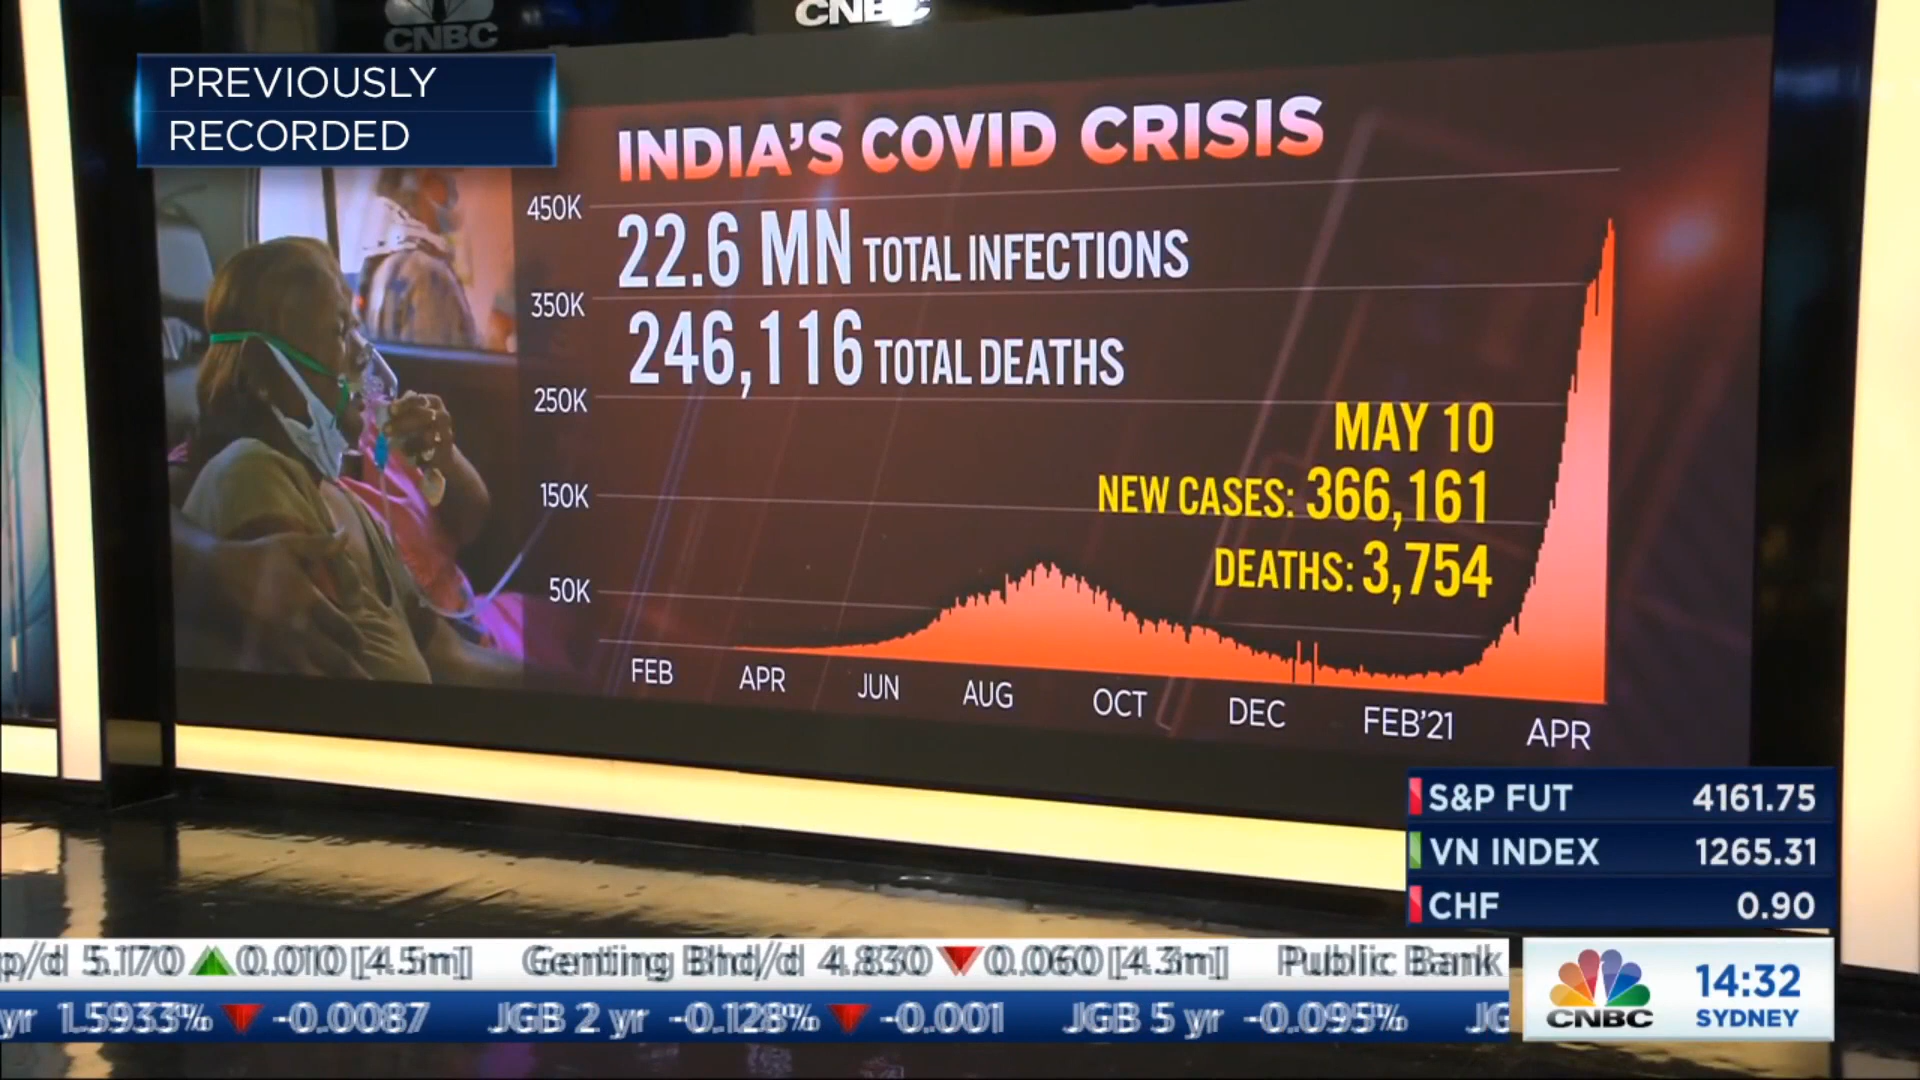 CNBC
CNBC
PREVIOUSLY
RECORDED
INDIA'S COVID CRISIS
450K
22.6 MN TOTAL INFECTIONS
350K
246,116 TOTAL DEATHS
250K
MAY 10
150K
NEW CASES: 366,161
DEATHS: 3,754
50K
FEB APR JUN AUG OCT DEC FEB'21 APR
S&P FUT 4161.75
VN INDEX 1265.31
CHF 0.90
p/d 5.170 0.010 [4.5m] Genting Bhd/d 4.830 0.060 [4.3m] Public Bank
yr 1.5933% -0.0087 JGB 2 yr -0.128% -0.001 JGB 5 yr -0.095% JG
CNBC
14:32
SYDNEY